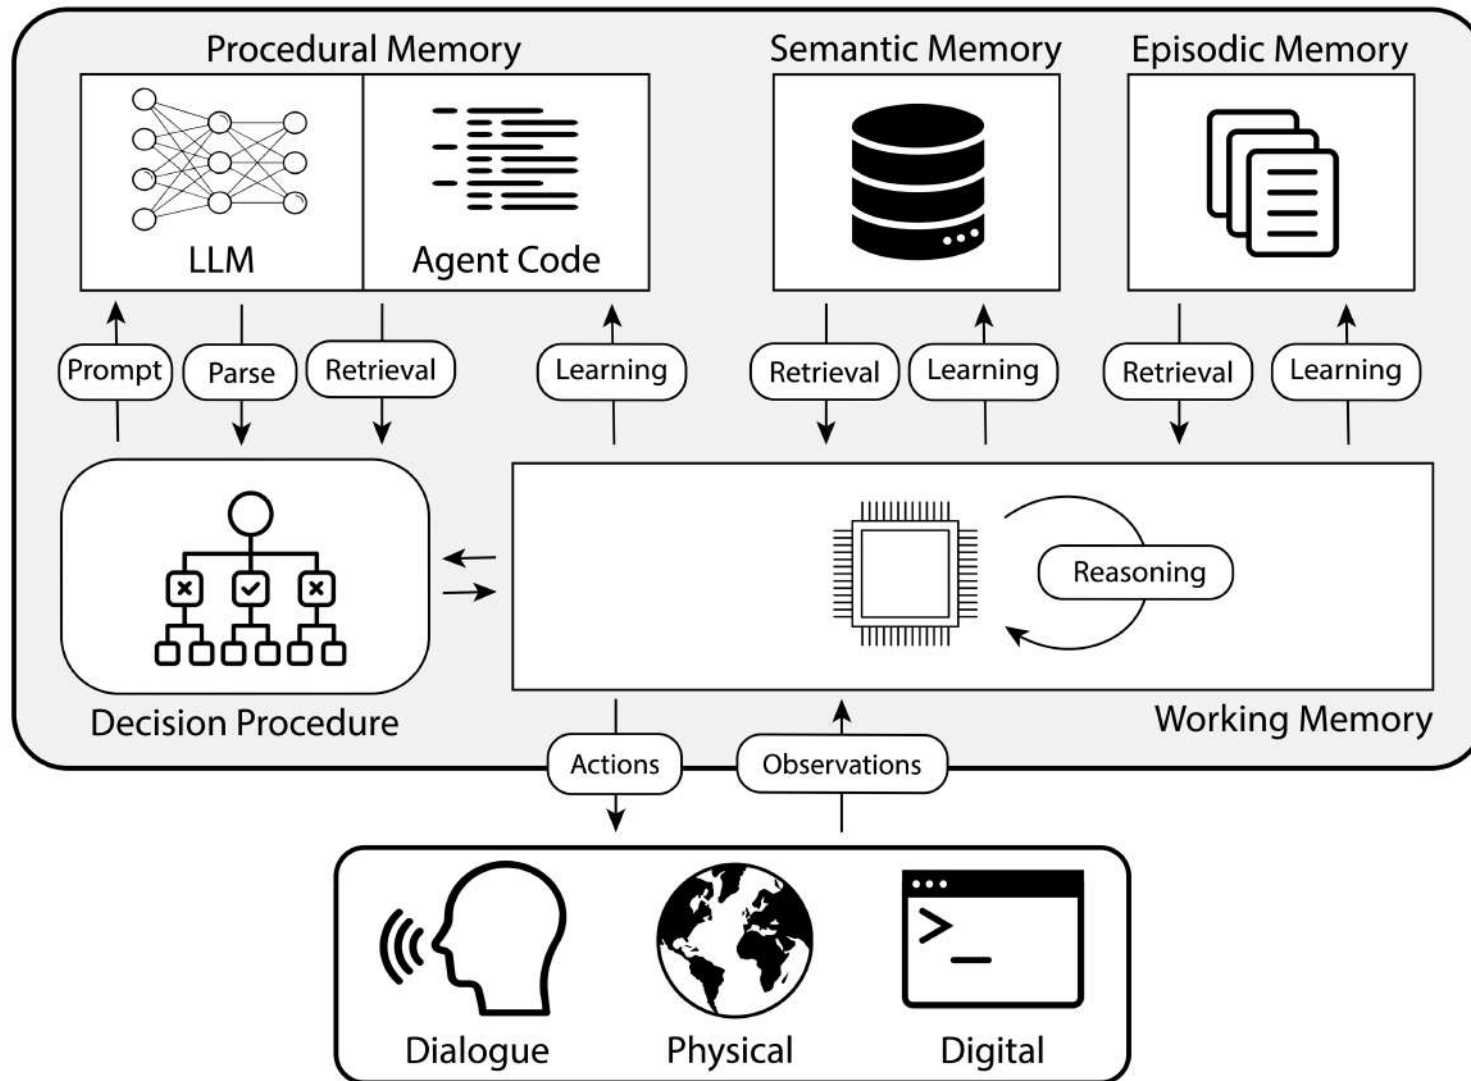 Procedural Memory
Semantic Memory
Episodic Memory
LLM
Agent Code
Prompt
Parse
Retrieval
Learning
Retrieval
Learning
Retrieval
Learning
Reasoning
Decision Procedure
Working Memory
Actions
Observations
Dialogue
Physical
Digital